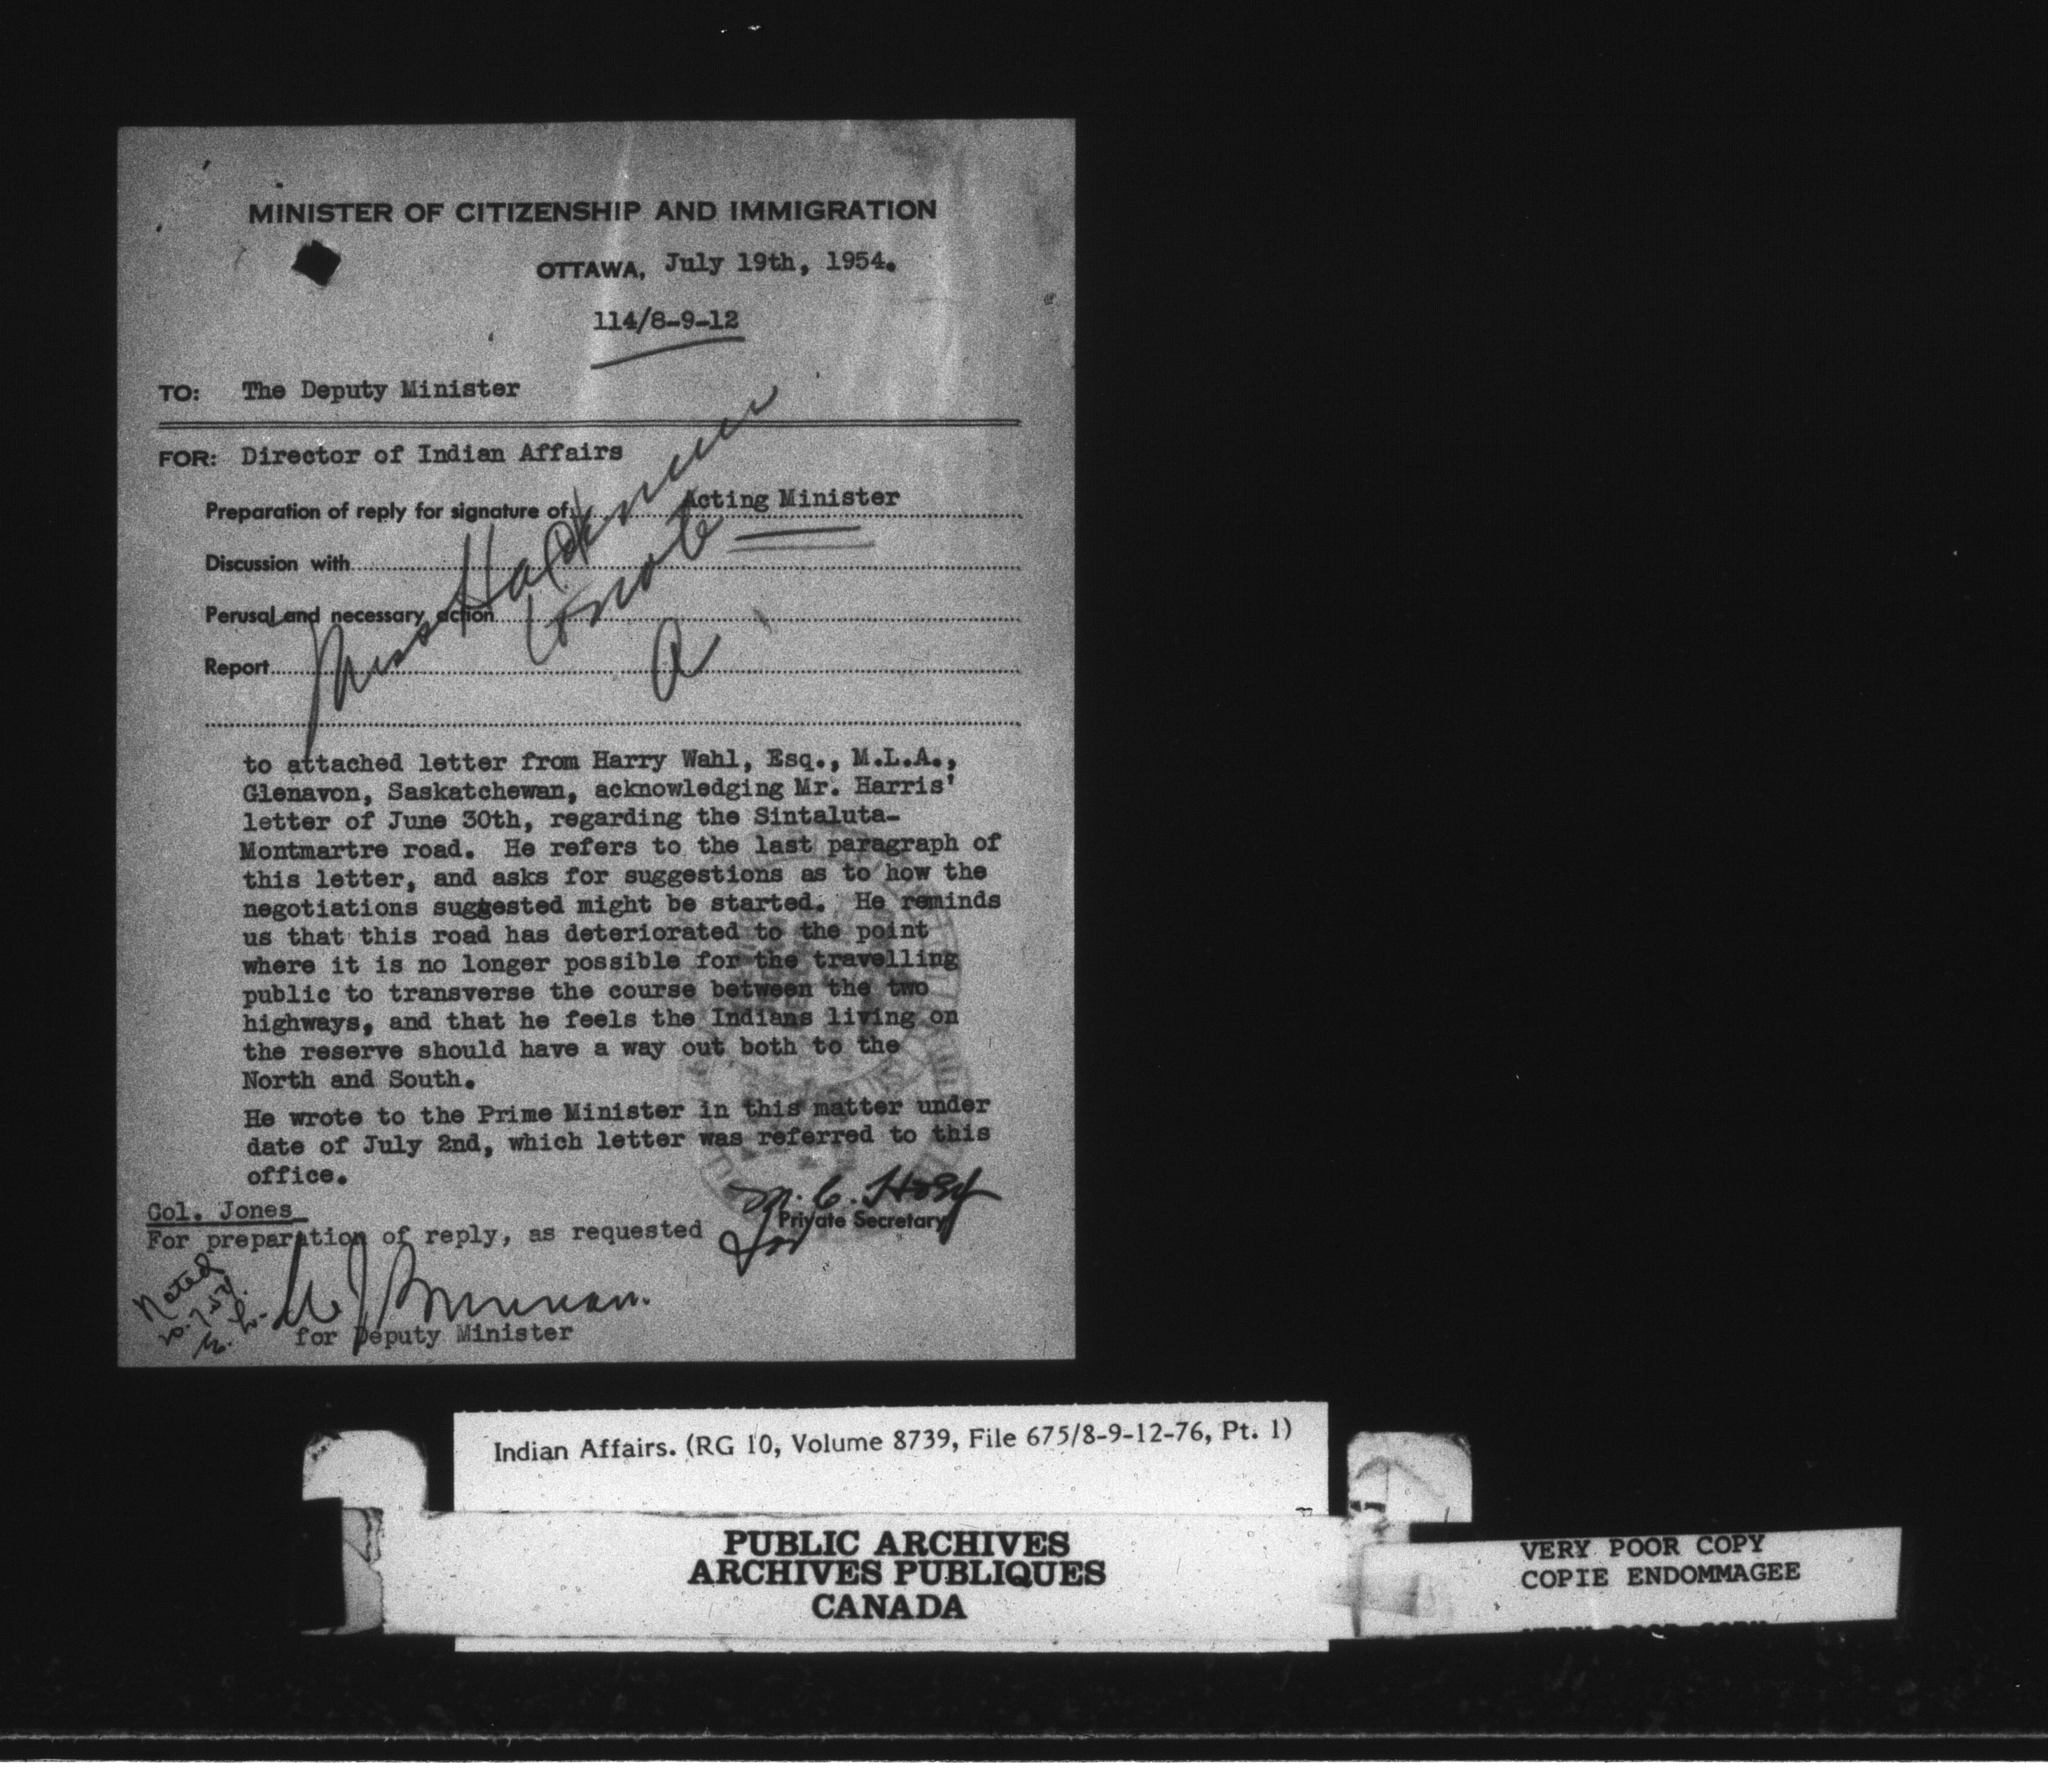 MINISTER OF CITIZENSHIP AND IMMIGRATION
OTTAWA, July 19th, 1954.
114/8-9-12
TO: The Deputy Minister
FOR: Director of Indian Affairs
Preparation of reply for signature of: Acting Minister
Discussion with
Perusal and necessary action
Report
Miss
to note
to attached letter from Harry Wahl, Esq., M.L.A.,
Glenavon, Saskatchewan, acknowledging Mr. Harris'
letter of June 30th, regarding the Sintaluta-
Montmartre road. He refers to the last paragraph of
this letter, and asks for suggestions as to how the
negotiations suggested might be started. He reminds
us that this road has deteriorated to the point
where it is no longer possible for the travelling
public to transverse the course between the two
highways, and that he feels the Indians living on
the reserve should have a way out both to the
North and South.
He wrote to the Prime Minister in this matter under
date of July 2nd, which letter was referred to this
office.
for Private Secretary
Col. Jones
For preparation of reply, as requested
Noted
20.7.54
for Deputy Minister
Indian Affairs. (RG 10, Volume 8739, File 675/8-9-12-76, Pt. 1)
PUBLIC ARCHIVES
ARCHIVES PUBLIQUES
CANADA
VERY POOR COPY
COPIE ENDOMMAGEE